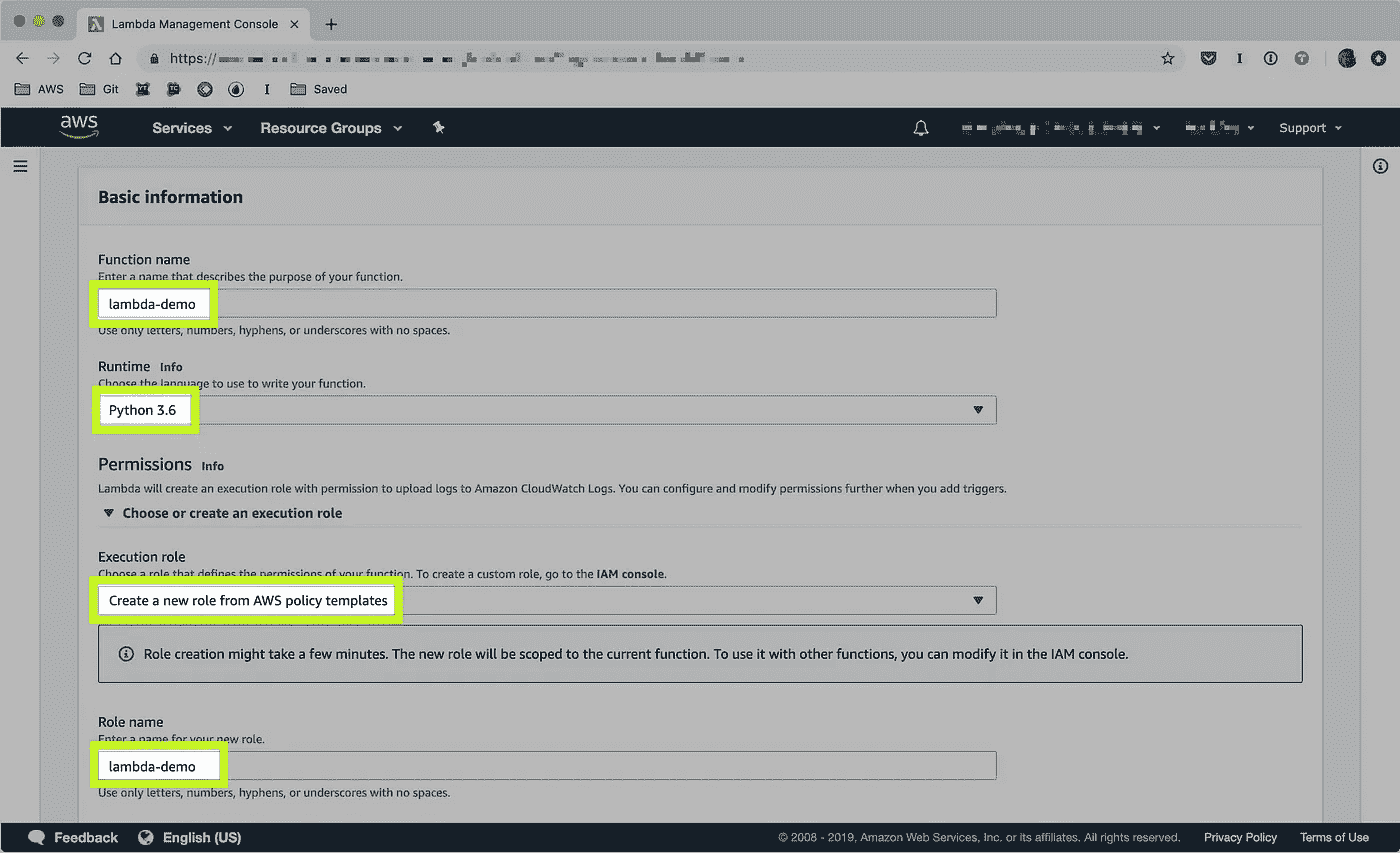 Lambda Management Console
https://
AWS Git Saved
aws Services Resource Groups Support
Basic information
Function name
Enter a name that describes the purpose of your function.
lambda-demo
Use only letters, numbers, hyphens, or underscores with no spaces.
Runtime Info
Choose the language to use to write your function.
Python 3.6
Permissions Info
Lambda will create an execution role with permission to upload logs to Amazon CloudWatch Logs. You can configure and modify permissions further when you add triggers.
Choose or create an execution role
Execution role
Choose a role that defines the permissions of your function. To create a custom role, go to the IAM console.
Create a new role from AWS policy templates
Role creation might take a few minutes. The new role will be scoped to the current function. To use it with other functions, you can modify it in the IAM console.
Role name
Enter a name for your new role.
lambda-demo
Use only letters, numbers, hyphens, or underscores with no spaces.
Feedback English (US) © 2008 - 2019, Amazon Web Services, Inc. or its affiliates. All rights reserved. Privacy Policy Terms of Use